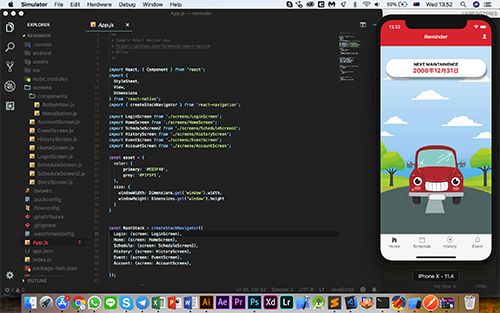 Simulator File Edit Hardware Debug Window Help
19% Wed 13.52
App.js — reminder
UNREGISTERED
EXPLORER
App.js
REMINDER
.vscode
android
assets
ios
node_modules
screens
components
BottomNav.js
MenuButton.js
AccountScreen.js
EventScreen.js
HistoryScreen.js
HomeScreen.js
LoginScreen.js
ScheduleScreen.js
ScheduleScreen2.js
StoreScreen.js
.babelrc
.buckconfig
.flowconfig
.gitattributes
.gitignore
.watchmanconfig
App.js 2
app.json
index.js
package-lock.json
OUTLINE
* Sample React Native App
* https://github.com/facebook/react-native
* @flow
import React, { Component } from 'react';
import {
StyleSheet,
View,
Dimensions
} from 'react-native';
import { createStackNavigator } from 'react-navigation';
import LoginScreen from './screens/LoginScreen';
import HomeScreen from './screens/HomeScreen';
import ScheduleScreen2 from './screens/ScheduleScreen2';
import HistoryScreen from './screens/HistoryScreen';
import EventScreen from './screens/EventScreen';
import AccountScreen from './screens/AccountScreen';
const asset = {
color: {
},
size: {
windowWidth: Dimensions.get('window').width,
windowHeight: Dimensions.get('window').height
}
}
const RootStack = createStackNavigator({
Login: {screen: LoginScreen},
Home: {screen: HomeScreen},
Schedule: {screen: ScheduleScreen2},
History: {screen: HistoryScreen},
Event: {screen: EventScreen},
Account: {screen: AccountScreen},
});
Spaces: 2 UTF-8 LF JavaScript
13.52
Reminder
NEXT MAINTAINENCE
2008年12月31日
Home Schedule History Event
iPhone X - 11.4
HTML